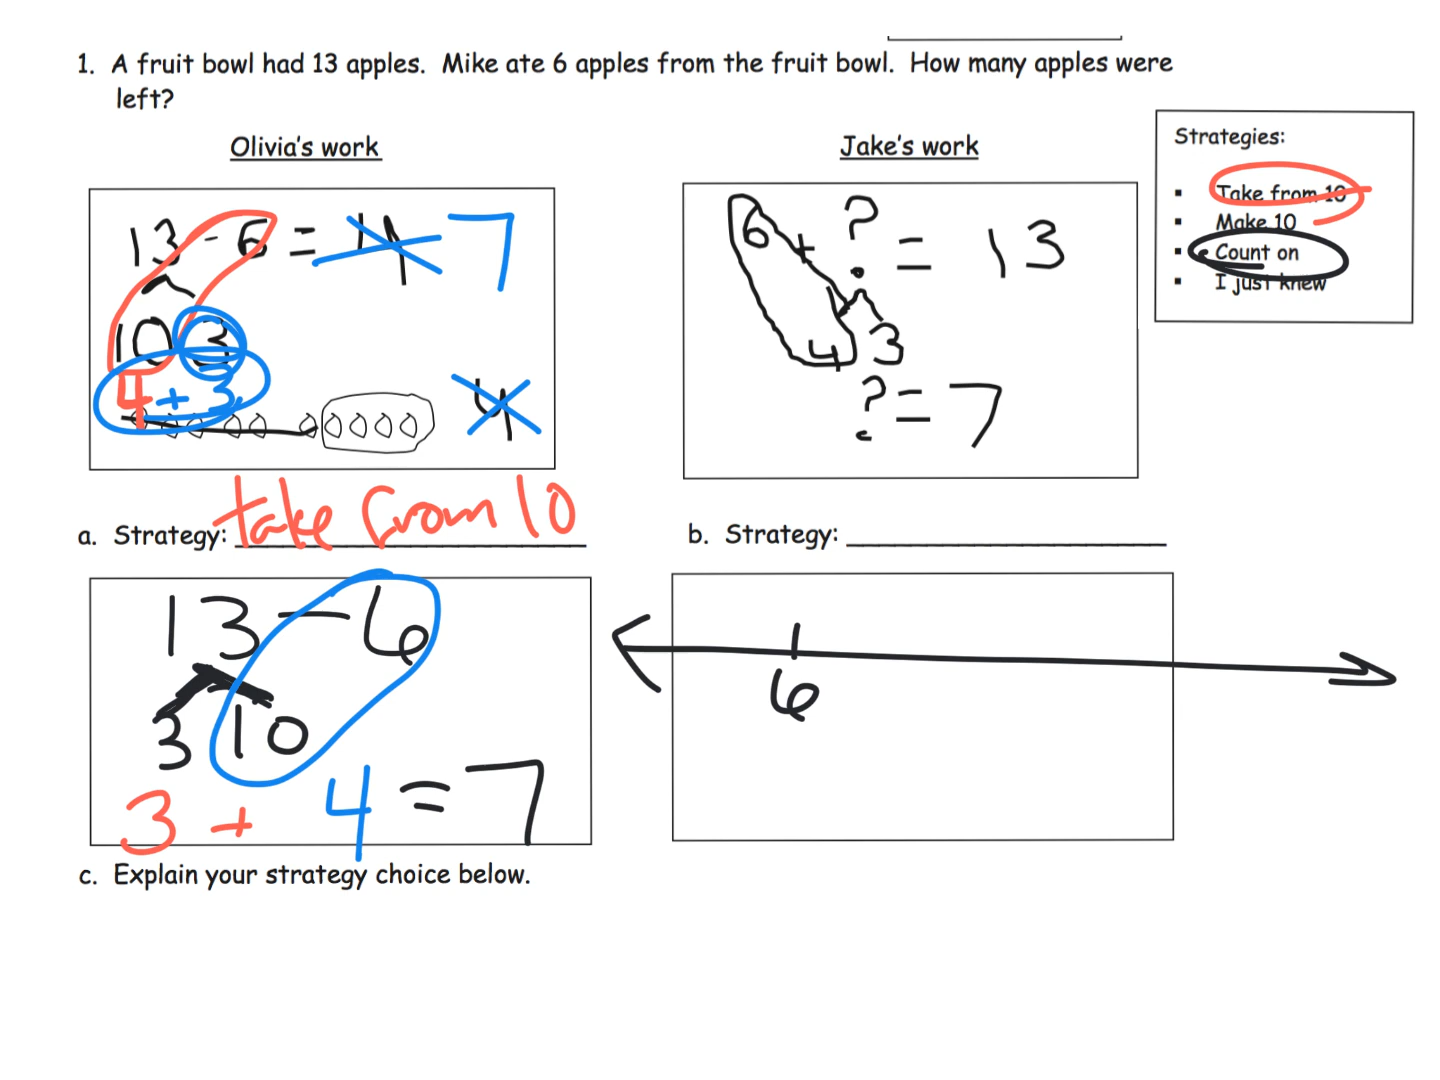 1. A fruit bowl had 13 apples. Mike ate 6 apples from the fruit bowl. How many apples were
left?
Olivia's work
13 - 6 = 4 7
10 3
4 + 3
4
Jake's work
6 + ? = 13
4 3
? = 7
Strategies:
▪ Take from 10
▪ Make 10
▪ Count on
▪ I just knew
a. Strategy: take from 10
b. Strategy:
13 - 6
3 10
3 + 4 = 7
6
c. Explain your strategy choice below.